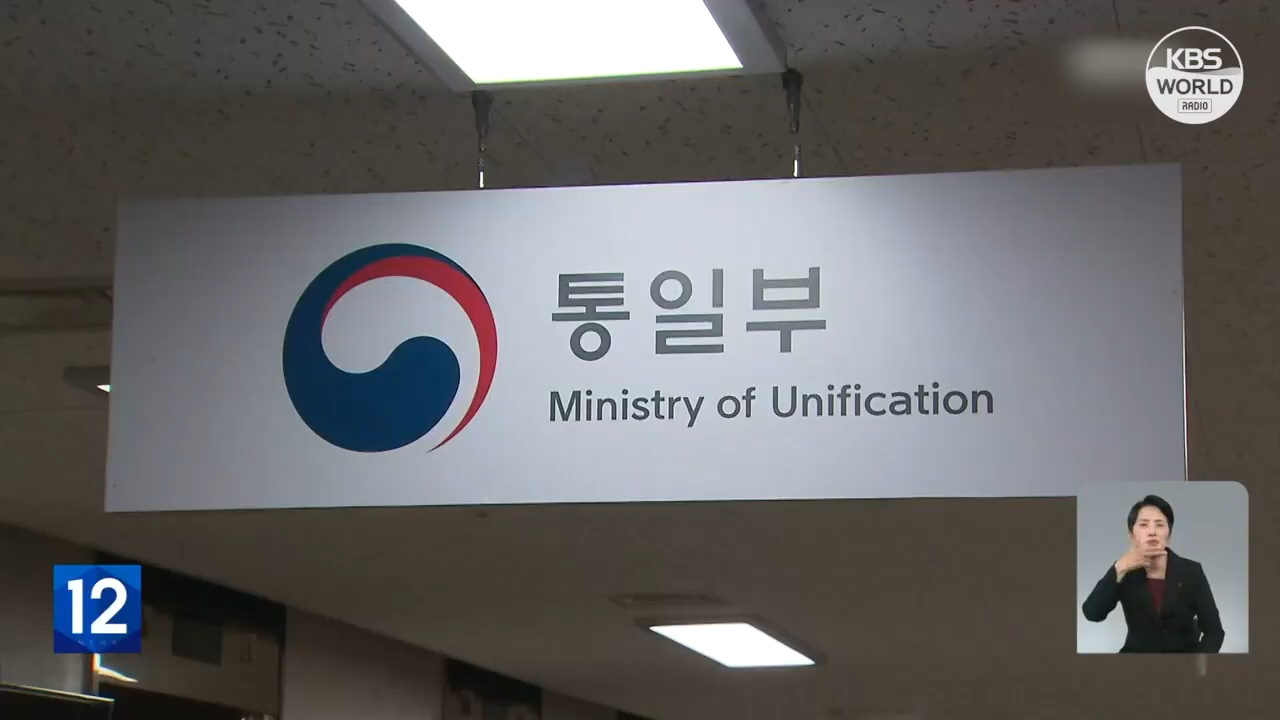 KBS
WORLD
RADIO
통일부
Ministry of Unification
12